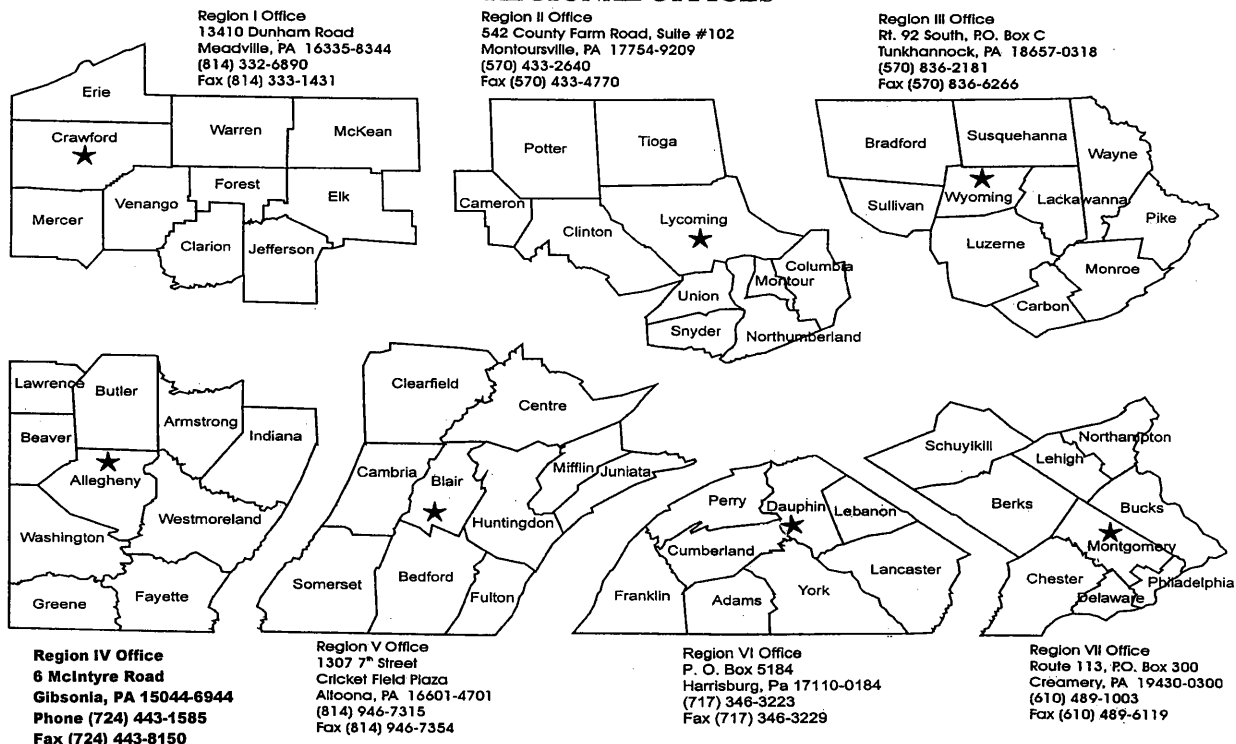 REGIONAL OFFICES
Region I Office
13410 Dunham Road
Meadville, PA 16335-8344
(814) 332-6890
Fax (814) 333-1431
Region II Office
542 County Farm Road, Suite #102
Montoursville, PA 17754-9209
(570) 433-2640
Fax (570) 433-4770
Region III Office
Rt. 92 South, P.O. Box C
Tunkhannock, PA 18657-0318
(570) 836-2181
Fax (570) 836-6266
Erie
Crawford
Warren
McKean
Mercer
Venango
Forest
Elk
Clarion
Jefferson
Potter
Tioga
Cameron
Clinton
Lycoming
Columbia
Montour
Union
Snyder
Northumberland
Bradford
Susquehanna
Wayne
Sullivan
Wyoming
Lackawanna
Pike
Luzerne
Monroe
Carbon
Lawrence
Butler
Armstrong
Indiana
Beaver
Allegheny
Westmoreland
Washington
Greene
Fayette
Clearfield
Centre
Cambria
Blair
Mifflin
Juniata
Huntingdon
Somerset
Bedford
Fulton
Perry
Dauphin
Lebanon
Cumberland
Lancaster
Franklin
Adams
York
Schuylkill
Northampton
Lehigh
Berks
Bucks
Montgomery
Chester
Philadelphia
Delaware
Region IV Office
6 McIntyre Road
Gibsonia, PA 15044-6944
Phone (724) 443-1585
Fax (724) 443-8150
Region V Office
1307 7th Street
Cricket Field Plaza
Altoona, PA 16601-4701
(814) 946-7315
Fax (814) 946-7354
Region VI Office
P. O. Box 5184
Harrisburg, Pa 17110-0184
(717) 346-3223
Fax (717) 346-3229
Region VII Office
Route 113, P.O. Box 300
Creamery, PA 19430-0300
(610) 489-1003
Fax (610) 489-6119